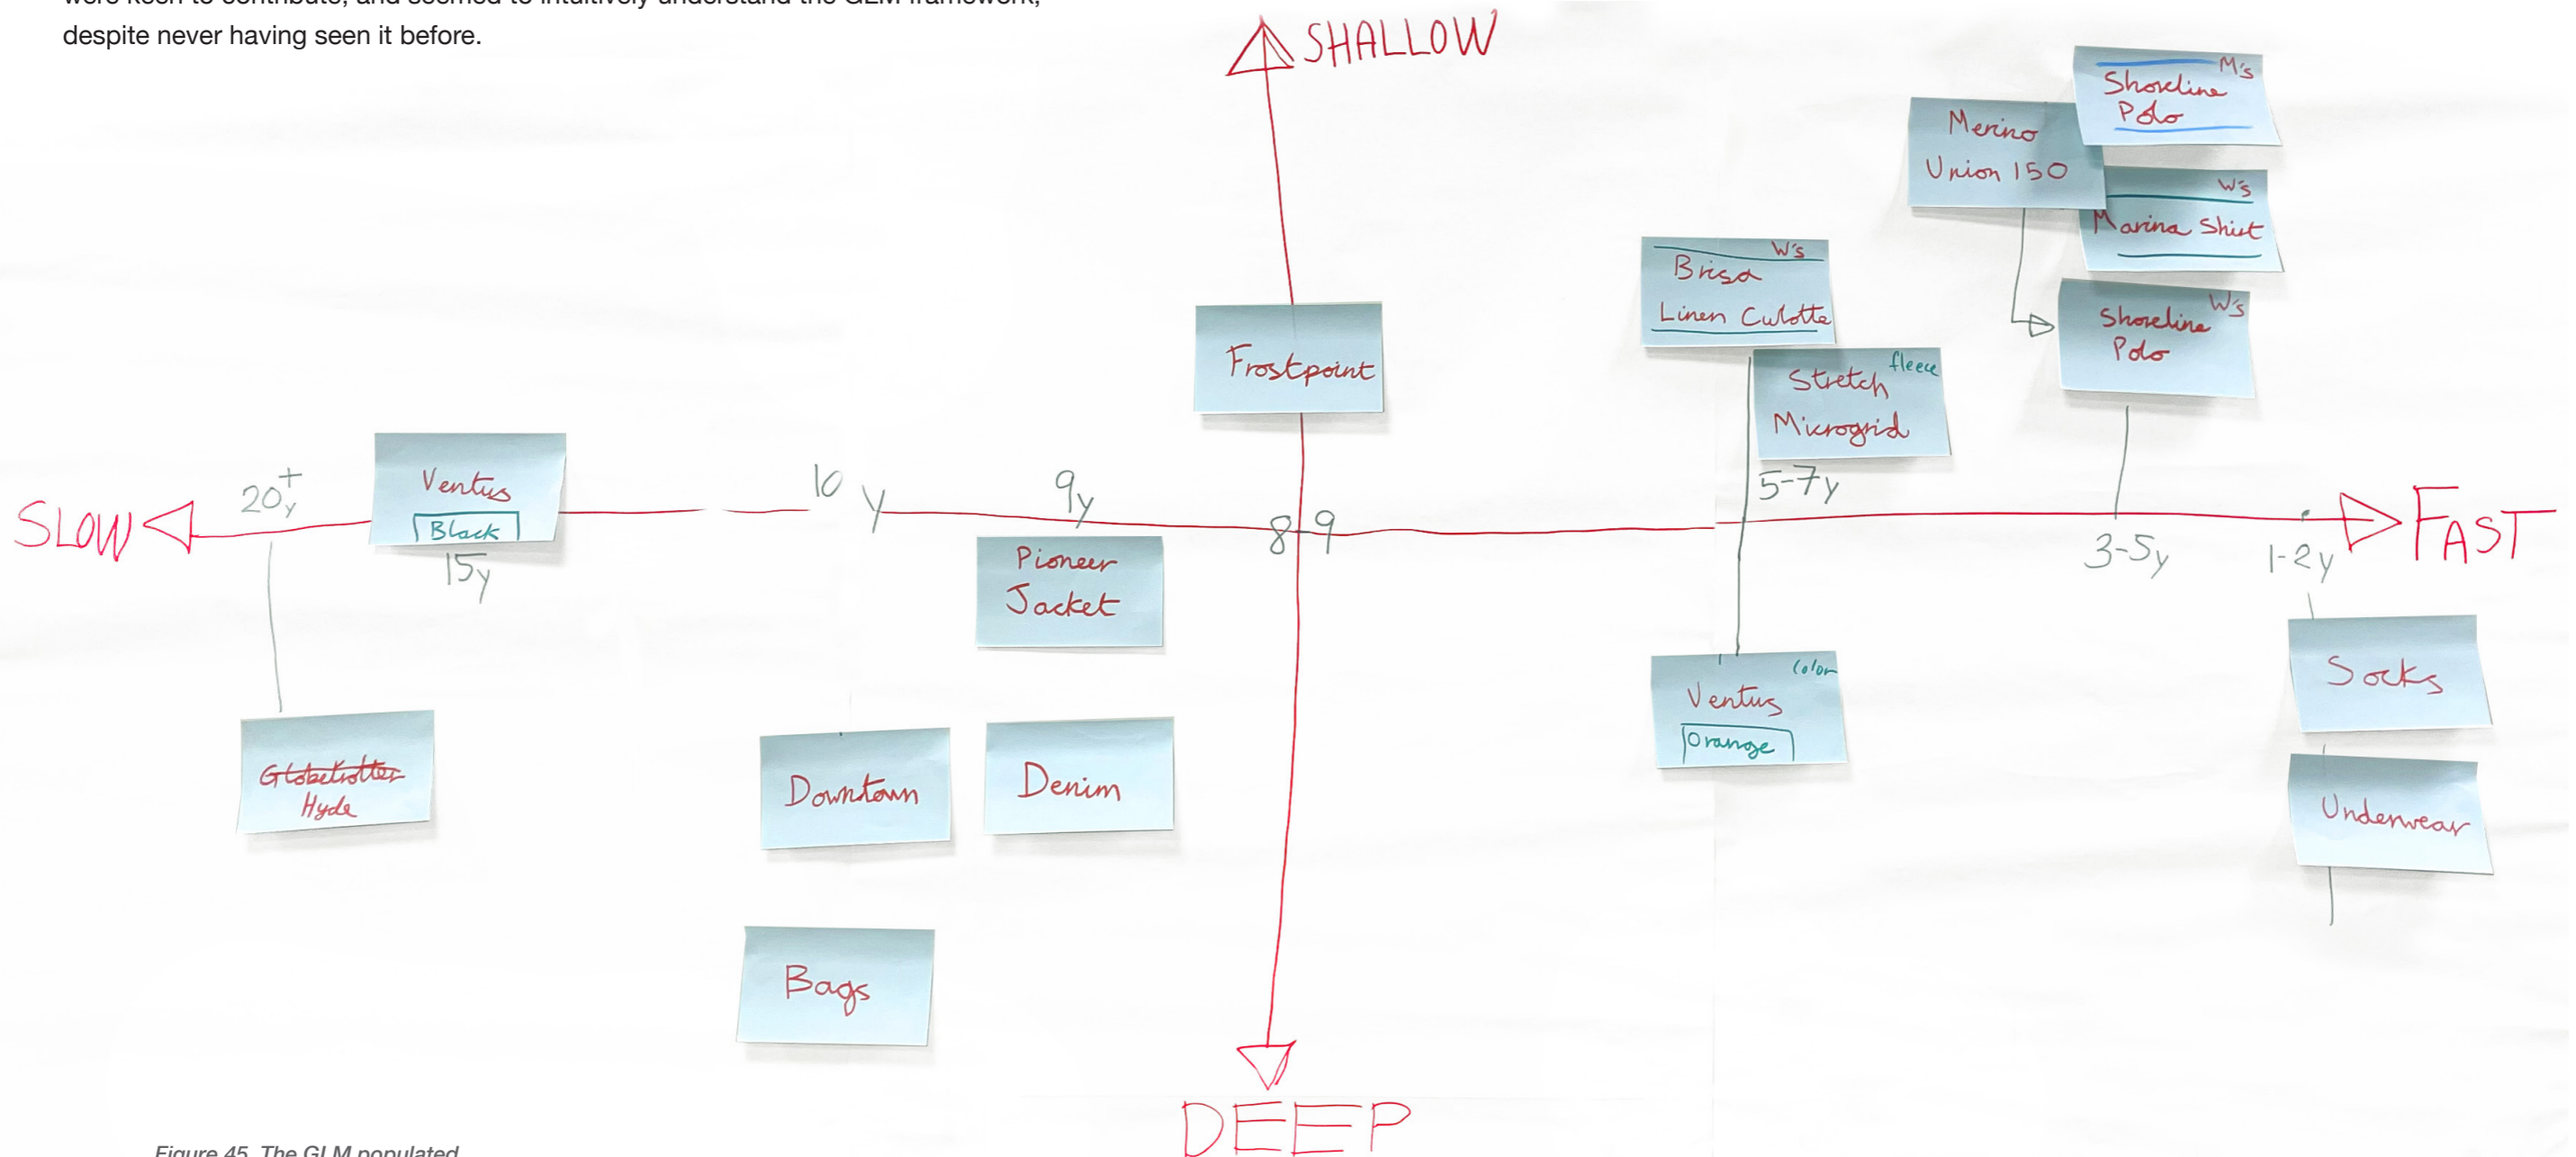 despite never having seen it before.
SHALLOW
M's
Shoreline
Polo
Merino
Union 150
W's
Marina Shirt
W's
Brisa
Linen Culotte
W's
Shoreline
Polo
Frostpoint
fleece
Stretch
Microgrid
SLOW
20+y
Ventus
Black
15y
10 y
9y
8-9
5-7y
3-5y
1-2y
FAST
Pioneer
Jacket
Color
Ventus
Orange
Socks
Globetrotter
Hyde
Downtown
Denim
Underwear
Bags
DEEP
Figure 45. The GLM populated